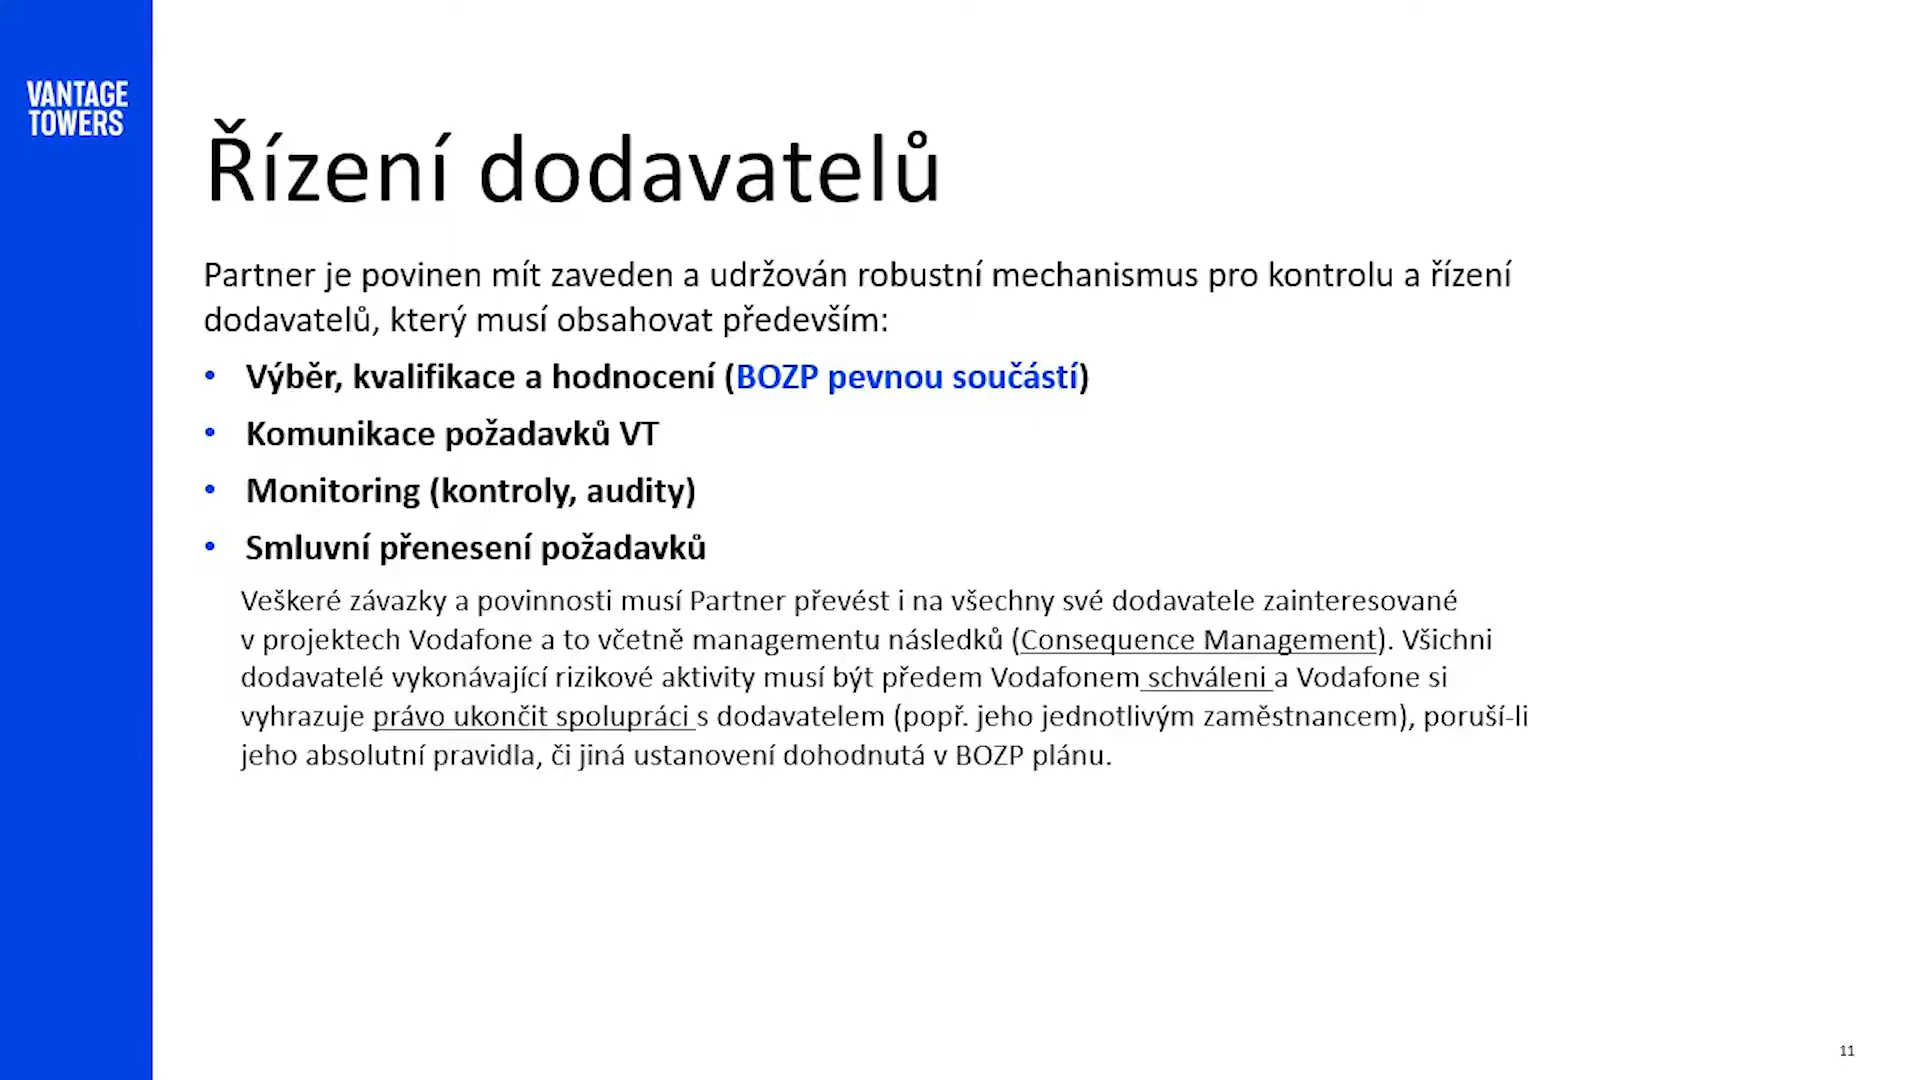 VANTAGE
TOWERS
Řízení dodavatelů
Partner je povinen mít zaveden a udržován robustní mechanismus pro kontrolu a řízení
dodavatelů, který musí obsahovat především:
• Výběr, kvalifikace a hodnocení (BOZP pevnou součástí)
• Komunikace požadavků VT
• Monitoring (kontroly, audity)
• Smluvní přenesení požadavků
Veškeré závazky a povinnosti musí Partner převést i na všechny své dodavatele zainteresované
v projektech Vodafone a to včetně managementu následků (Consequence Management). Všichni
dodavatelé vykonávající rizikové aktivity musí být předem Vodafonem schváleni a Vodafone si
vyhrazuje právo ukončit spolupráci s dodavatelem (popř. jeho jednotlivým zaměstnancem), poruší-li
jeho absolutní pravidla, či jiná ustanovení dohodnutá v BOZP plánu.
11